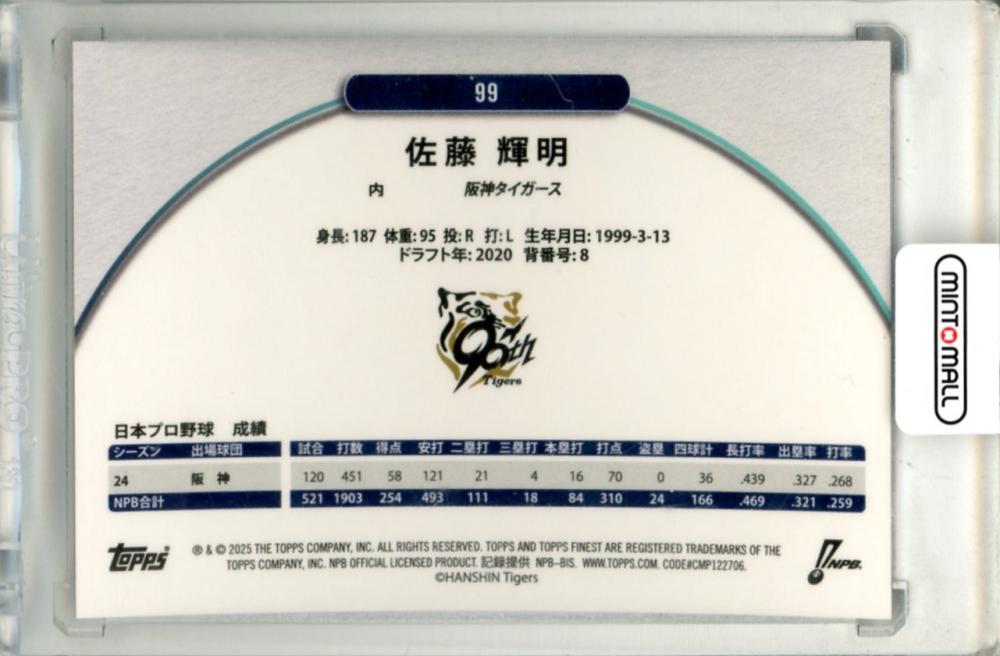 99
佐藤 輝明
内 阪神タイガース
身長: 187 体重: 95 投: R 打: L 生年月日: 1999-3-13
ドラフト年: 2020 背番号: 8
90th
Tigers
日本プロ野球 成績
シーズン 出場球団 試合 打数 得点 安打 二塁打 三塁打 本塁打 打点 盗塁 四球計 長打率 出塁率 打率
24 阪 神 120 451 58 121 21 4 16 70 0 36 .439 .327 .268
NPB合計 521 1903 254 493 111 18 84 310 24 166 .469 .321 .259
topps
® & © 2025 THE TOPPS COMPANY, INC. ALL RIGHTS RESERVED. TOPPS AND TOPPS FINEST ARE REGISTERED TRADEMARKS OF THE
TOPPS COMPANY, INC. NPB OFFICIAL LICENSED PRODUCT. 記録提供 NPB-BIS. WWW.TOPPS.COM. CODE#CMP122706.
©HANSHIN Tigers
NPB.
MINT MALL